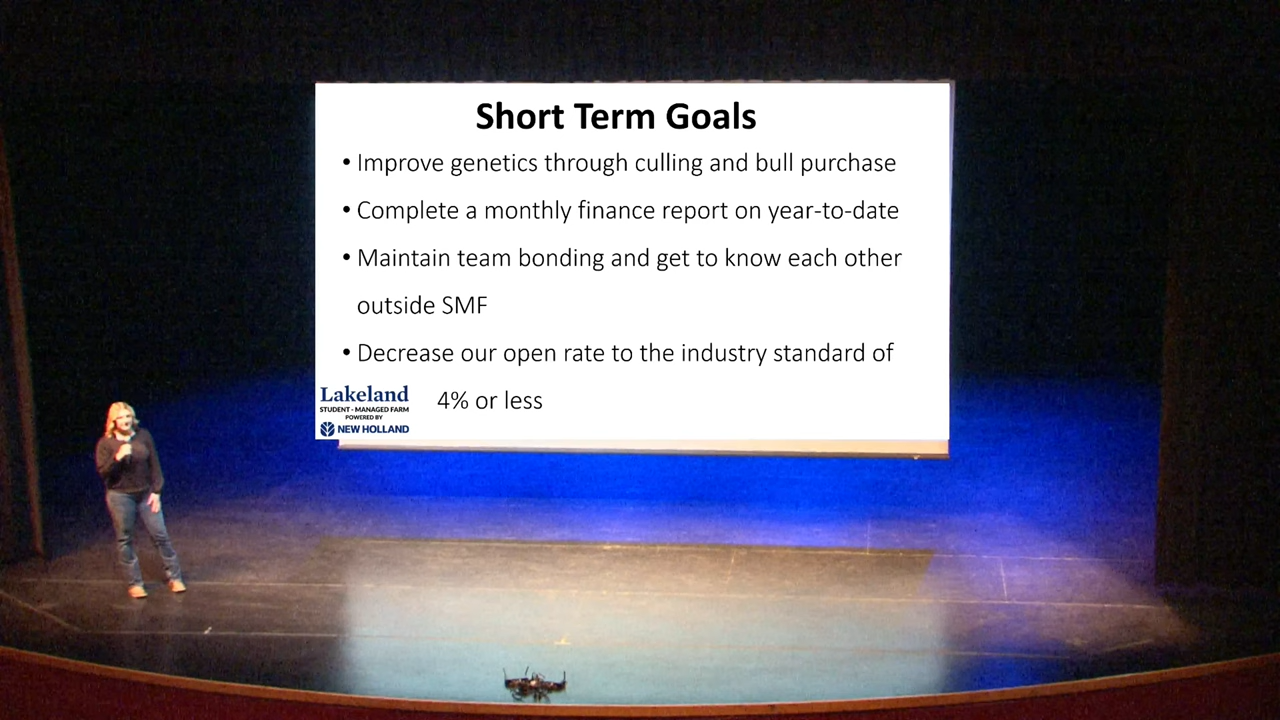 Short Term Goals
• Improve genetics through culling and bull purchase
• Complete a monthly finance report on year-to-date
• Maintain team bonding and get to know each other
outside SMF
• Decrease our open rate to the industry standard of
4% or less
Lakeland
STUDENT-MANAGED FARM
POWERED BY
NEW HOLLAND